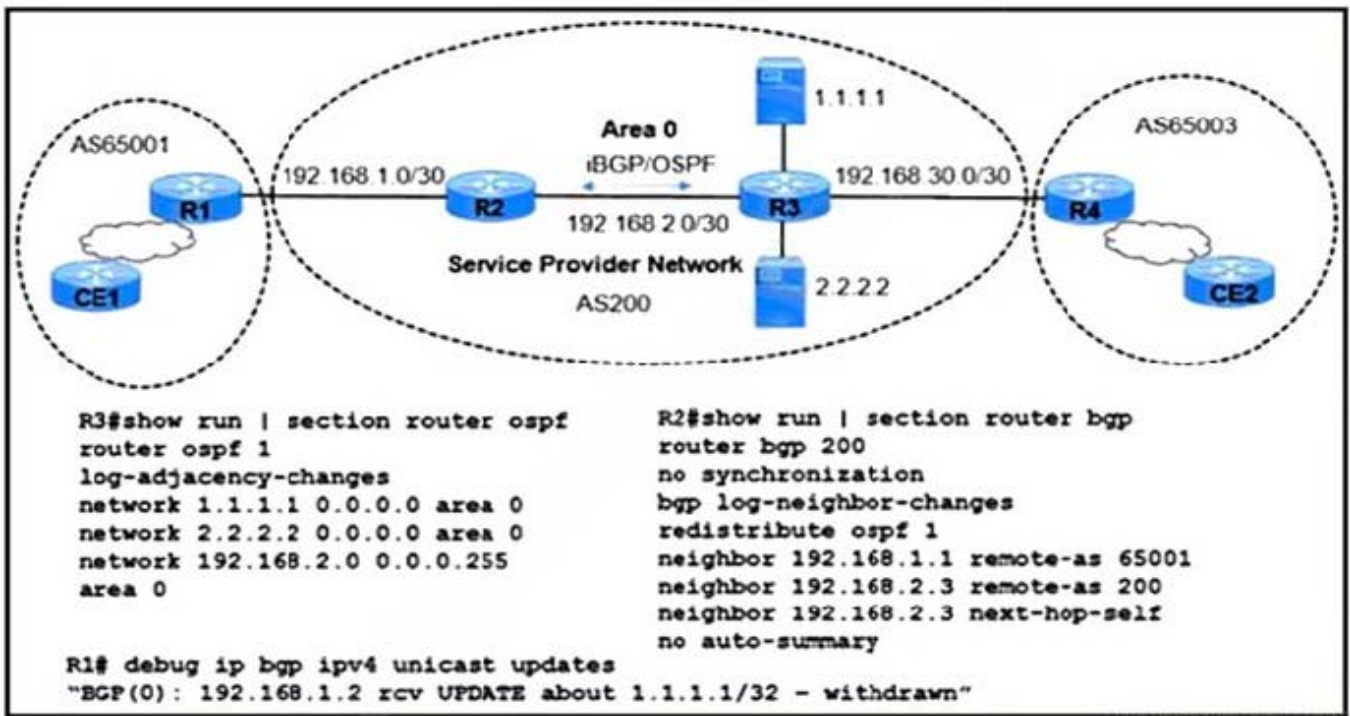 1.1.1.1
Area 0
AS65003
AS65001
iBGP/OSPF
192.168.1.0/30
192.168.30.0/30
R1
R2
R3
R4
192 168 2 0/30
Service Provider Network
CE1
2.2.2.2
CE2
AS200
R3#show run | section router ospf
router ospf 1
log-adjacency-changes
network 1.1.1.1 0.0.0.0 area 0
network 2.2.2.2 0.0.0.0 area 0
network 192.168.2.0 0.0.0.255
area 0
R2#show run | section router bgp
router bgp 200
no synchronization
bgp log-neighbor-changes
redistribute ospf 1
neighbor 192.168.1.1 remote-as 65001
neighbor 192.168.2.3 remote-as 200
neighbor 192.168.2.3 next-hop-self
no auto-summary
R1# debug ip bgp ipv4 unicast updates
"BGP(0): 192.168.1.2 rcv UPDATE about 1.1.1.1/32 - withdrawn"